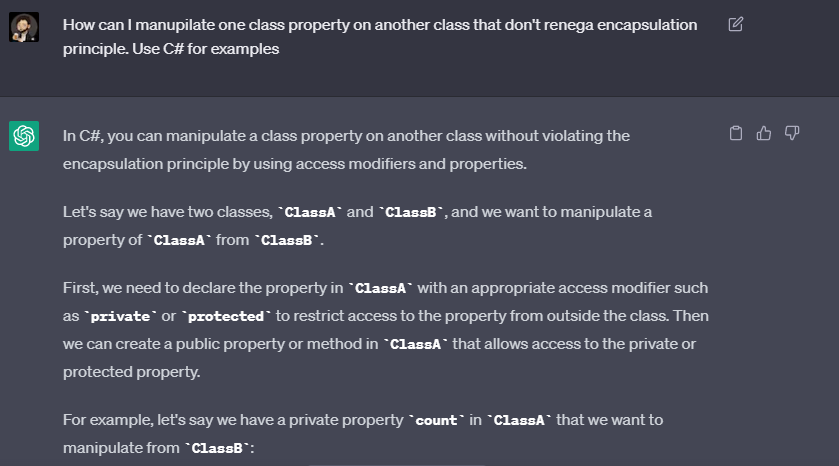 How can I manupilate one class property on another class that don't renega encapsulation
principle. Use C# for examples
In C#, you can manipulate a class property on another class without violating the
encapsulation principle by using access modifiers and properties.
Let's say we have two classes, `ClassA` and `ClassB`, and we want to manipulate a
property of `ClassA` from `ClassB`.
First, we need to declare the property in `ClassA` with an appropriate access modifier such
as `private` or `protected` to restrict access to the property from outside the class. Then
we can create a public property or method in `ClassA` that allows access to the private or
protected property.
For example, let's say we have a private property `count` in `ClassA` that we want to
manipulate from `ClassB`: